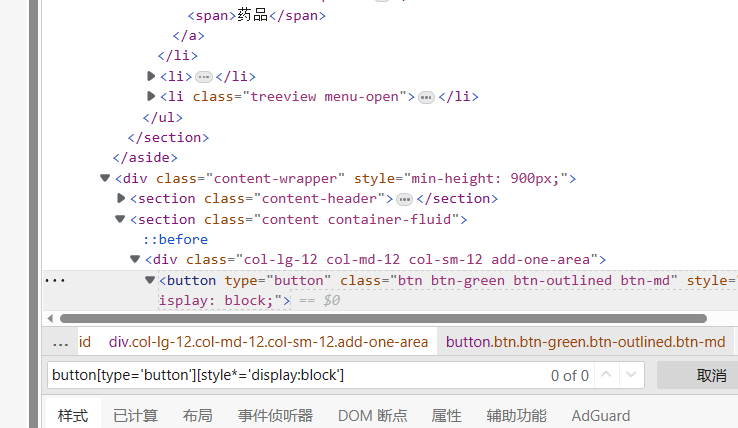 <span>药品</span>
</a>
</li>
<li>…</li>
<li class="treeview menu-open">…</li>
</ul>
</section>
</aside>
<div class="content-wrapper" style="min-height: 900px;">
<section class="content-header">…</section>
<section class="content container-fluid">
::before
<div class="col-lg-12 col-md-12 col-sm-12 add-one-area">
<button type="button" class="btn btn-green btn-outlined btn-md" style="
isplay: block;"> == $0
... id div.col-lg-12.col-md-12.col-sm-12.add-one-area button.btn.btn-green.btn-outlined.btn-md
button[type='button'][style*='display:block'] 0 of 0 取消
样式 已计算 布局 事件侦听器 DOM 断点 属性 辅助功能 AdGuard